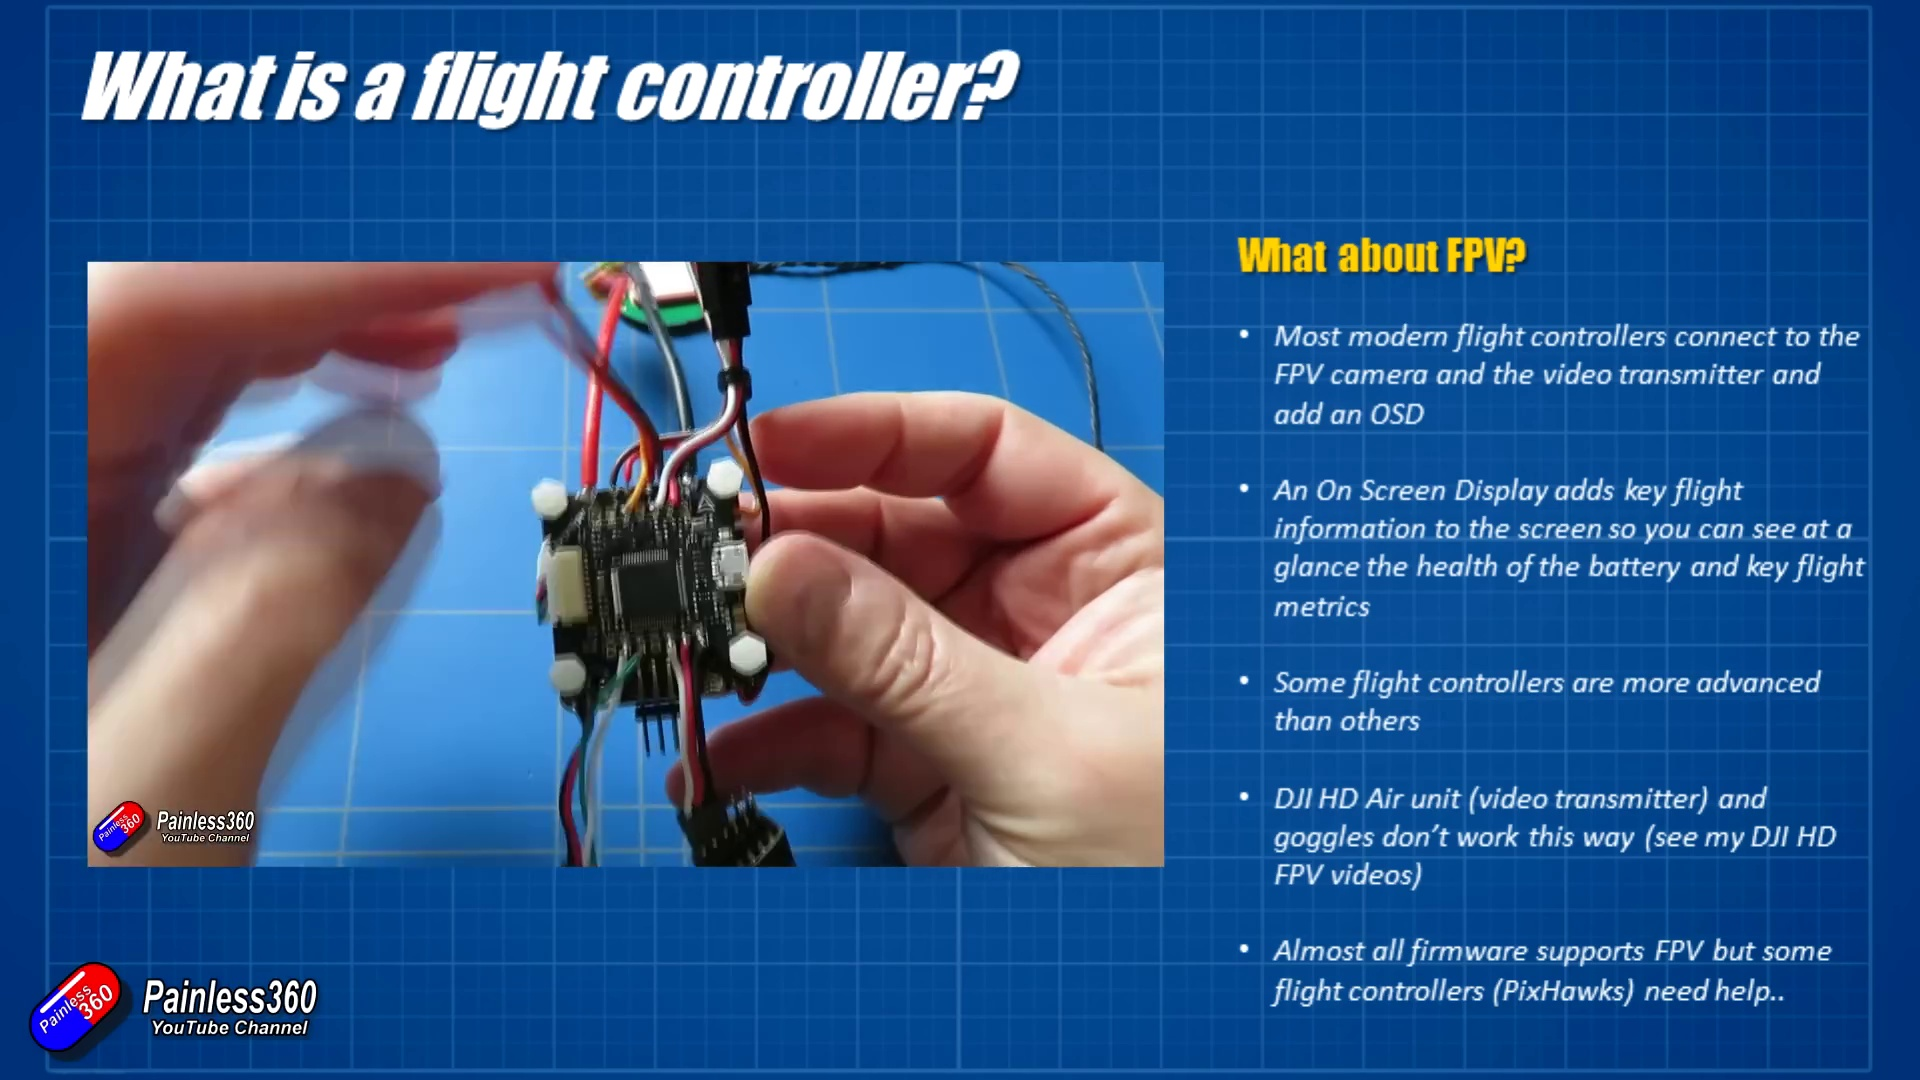 What is a flight controller?
What about FPV?
• Most modern flight controllers connect to the
FPV camera and the video transmitter and
add an OSD
• An On Screen Display adds key flight
information to the screen so you can see at a
glance the health of the battery and key flight
metrics
• Some flight controllers are more advanced
than others
• DJI HD Air unit (video transmitter) and
goggles don’t work this way (see my DJI HD
FPV videos)
• Almost all firmware supports FPV but some
flight controllers (PixHawks) need help..
Painless
360
Painless360
YouTube Channel
Painless
360
Painless360
YouTube Channel